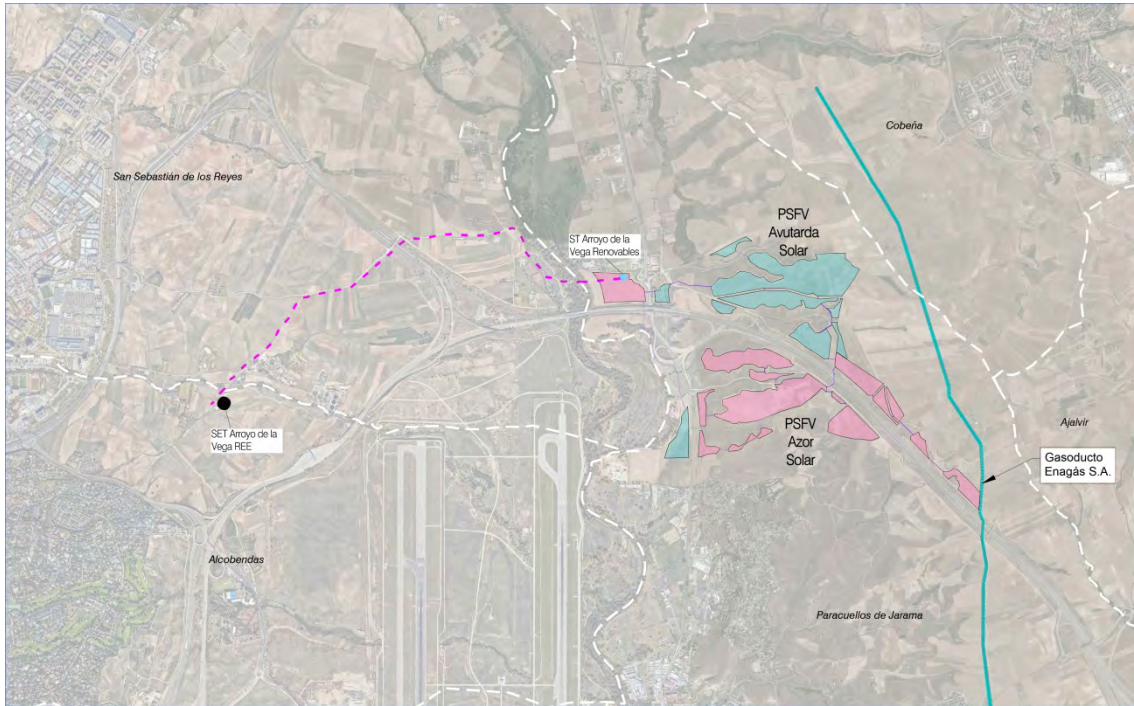 Cobeña
San Sebastián de los Reyes
PSFV
Avutarda
Solar
ST Arroyo de la
Vega Renovables
SET Arroyo de la
Vega REE
PSFV
Azor
Solar
Ajalvir
Gasoducto
Enagás S.A.
Alcobendas
Paracuellos de Jarama